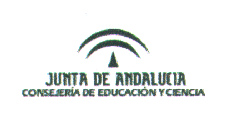 JUNTA DE ANDALUCIA
CONSEJERÍA DE EDUCACIÓN Y CIENCIA